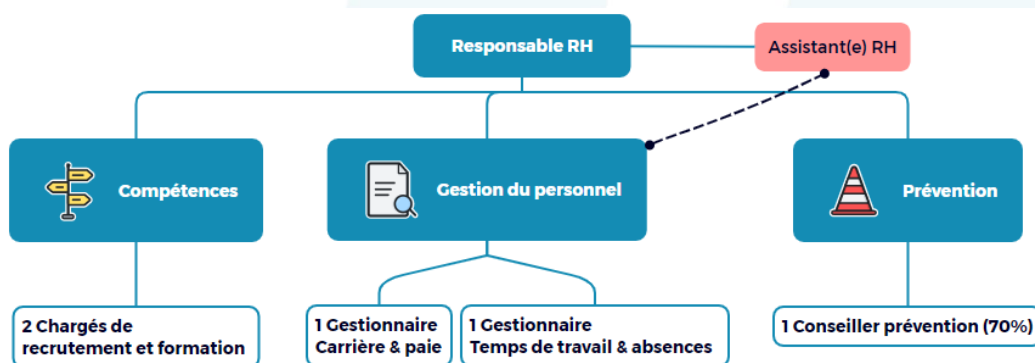 Responsable RH
Assistant(e) RH
Compétences
Gestion du personnel
Prévention
2 Chargés de
recrutement et formation
1 Gestionnaire
Carrière & paie
1 Gestionnaire
Temps de travail & absences
1 Conseiller prévention (70%)